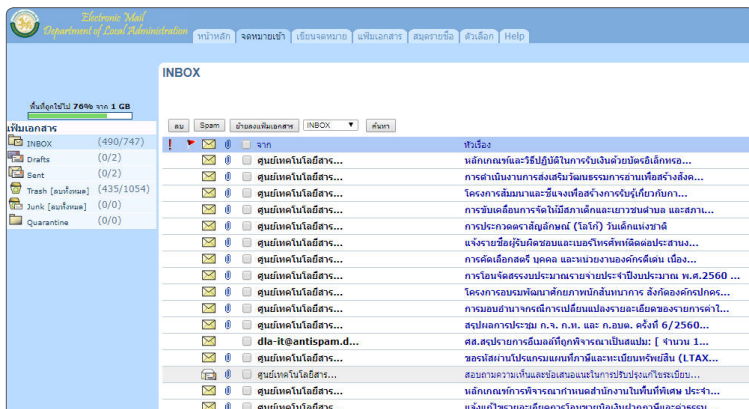 Electronic Mail
Department of Local Administration
หน้าหลัก จดหมายเข้า เขียนจดหมาย แฟ้มเอกสาร สมุดรายชื่อ ตัวเลือก Help
INBOX
พื้นที่ถูกใช้ไป 76% จาก 1 GB
แฟ้มเอกสาร
INBOX (490/747)
Drafts (0/2)
Sent (0/2)
Trash [ลบทั้งหมด] (435/1054)
Junk [ลบทั้งหมด] (0/0)
Quarantine (0/0)
ลบ Spam ย้ายลงแฟ้มเอกสาร INBOX ค้นหา
จาก หัวเรื่อง
ศูนย์เทคโนโลยีสาร... หลักเกณฑ์และวิธีปฏิบัติในการรับเงินด้วยบัตรอิเล็กทรอ...
ศูนย์เทคโนโลยีสาร... การดำเนินงานการส่งเสริมวัฒนธรรมการอ่านเพื่อสร้างสังค...
ศูนย์เทคโนโลยีสาร... โครงการสัมมนาและชี้แจงเพื่อสร้างการรับรู้เกี่ยวกับกา...
ศูนย์เทคโนโลยีสาร... การขับเคลื่อนการจัดให้มีสภาเด็กและเยาวชนตำบล และสภาเ...
ศูนย์เทคโนโลยีสาร... การประกวดตราสัญลักษณ์ (โลโก้) วันเด็กแห่งชาติ
ศูนย์เทคโนโลยีสาร... แจ้งรายชื่อผู้รับผิดชอบและเบอร์โทรศัพท์ติดต่อประสานง...
ศูนย์เทคโนโลยีสาร... การคัดเลือกสตรี บุคคล และหน่วยงานองค์กรดีเด่น เนื่อง...
ศูนย์เทคโนโลยีสาร... การโอนจัดสรรงบประมาณรายจ่ายประจำปีงบประมาณ พ.ศ.2560 ...
ศูนย์เทคโนโลยีสาร... โครงการอบรมพัฒนาศักยภาพนักสันทนาการ สังกัดองค์กรปกคร...
ศูนย์เทคโนโลยีสาร... การมอบอำนาจกรณีการเปลี่ยนแปลงรายละเอียดของรายการค่าใ...
ศูนย์เทคโนโลยีสาร... สรุปผลการประชุม ก.จ. ก.ท. และ ก.อบต. ครั้งที่ 6/2560...
dla-it@antispam.d... ศส.สรุปรายการอีเมลล์ที่ถูกพิจารณาเป็นสแปม: [ จำนวน 1...
ศูนย์เทคโนโลยีสาร... ขอรหัสผ่านโปรแกรมแผนที่ภาษีและทะเบียนทรัพย์สิน (LTAX...
ศูนย์เทคโนโลยีสาร... สอบถามความเห็นและข้อเสนอแนะในการปรับปรุงแก้ไขระเบียบ...
ศูนย์เทคโนโลยีสาร... หลักเกณฑ์การพิจารณากำหนดสำนักงานในพื้นที่พิเศษ ประจำ...
ศูนย์เทคโนโลยีสาร...